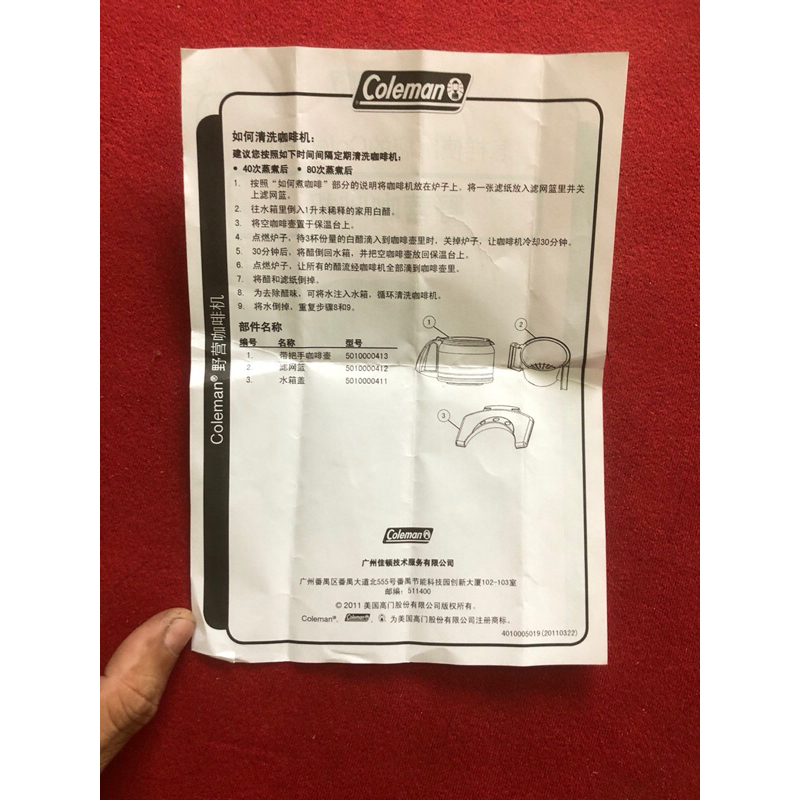 Coleman
如何清洗咖啡机：
建议您按照如下时间间隔定期清洗咖啡机：
• 40次蒸煮后 • 80次蒸煮后
1. 按照“如何煮咖啡”部分的说明将咖啡机放在炉子上。将一张滤纸放入滤网篮里并关
上滤网篮。
2. 往水箱里倒入1升未稀释的家用白醋。
3. 将空咖啡壶置于保温台上。
4. 点燃炉子，待3杯份量的白醋滴入到咖啡壶里时，关掉炉子，让咖啡机冷却30分钟。
5. 30分钟后，将醋倒回水箱，并把空咖啡壶放回保温台上。
6. 点燃炉子，让所有的醋流经咖啡机全部滴到咖啡壶里。
7. 将醋和滤纸倒掉。
8. 为去除醋味，可将水注入水箱，循环清洗咖啡机。
9. 将水倒掉，重复步骤8和9。
Coleman® 野营咖啡机
部件名称
编号 名称 型号
1. 带把手咖啡壶 5010000413
2. 滤网篮 5010000412
3. 水箱盖 5010000411
1
2
3
Coleman
广州佳顿技术服务有限公司
广州番禺区番禺大道北555号番禺节能科技园创新大厦102-103室
邮编：511400
© 2011 美国高门股份有限公司版权所有。
Coleman®, Coleman®, 为美国高门股份有限公司注册商标。
4010005019(20110322)